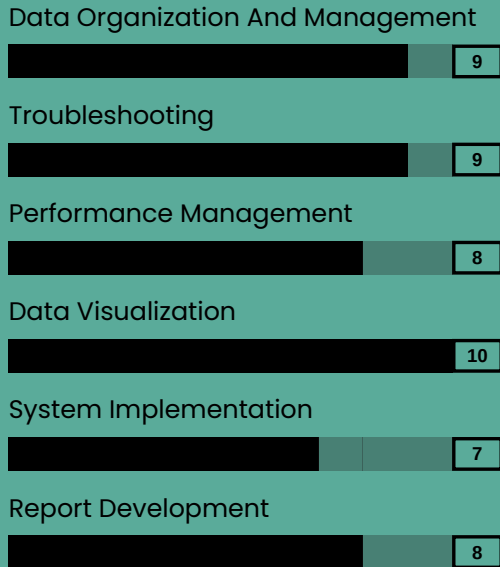 Data Organization And Management
9
Troubleshooting
9
Performance Management
8
Data Visualization
10
System Implementation
7
Report Development
8